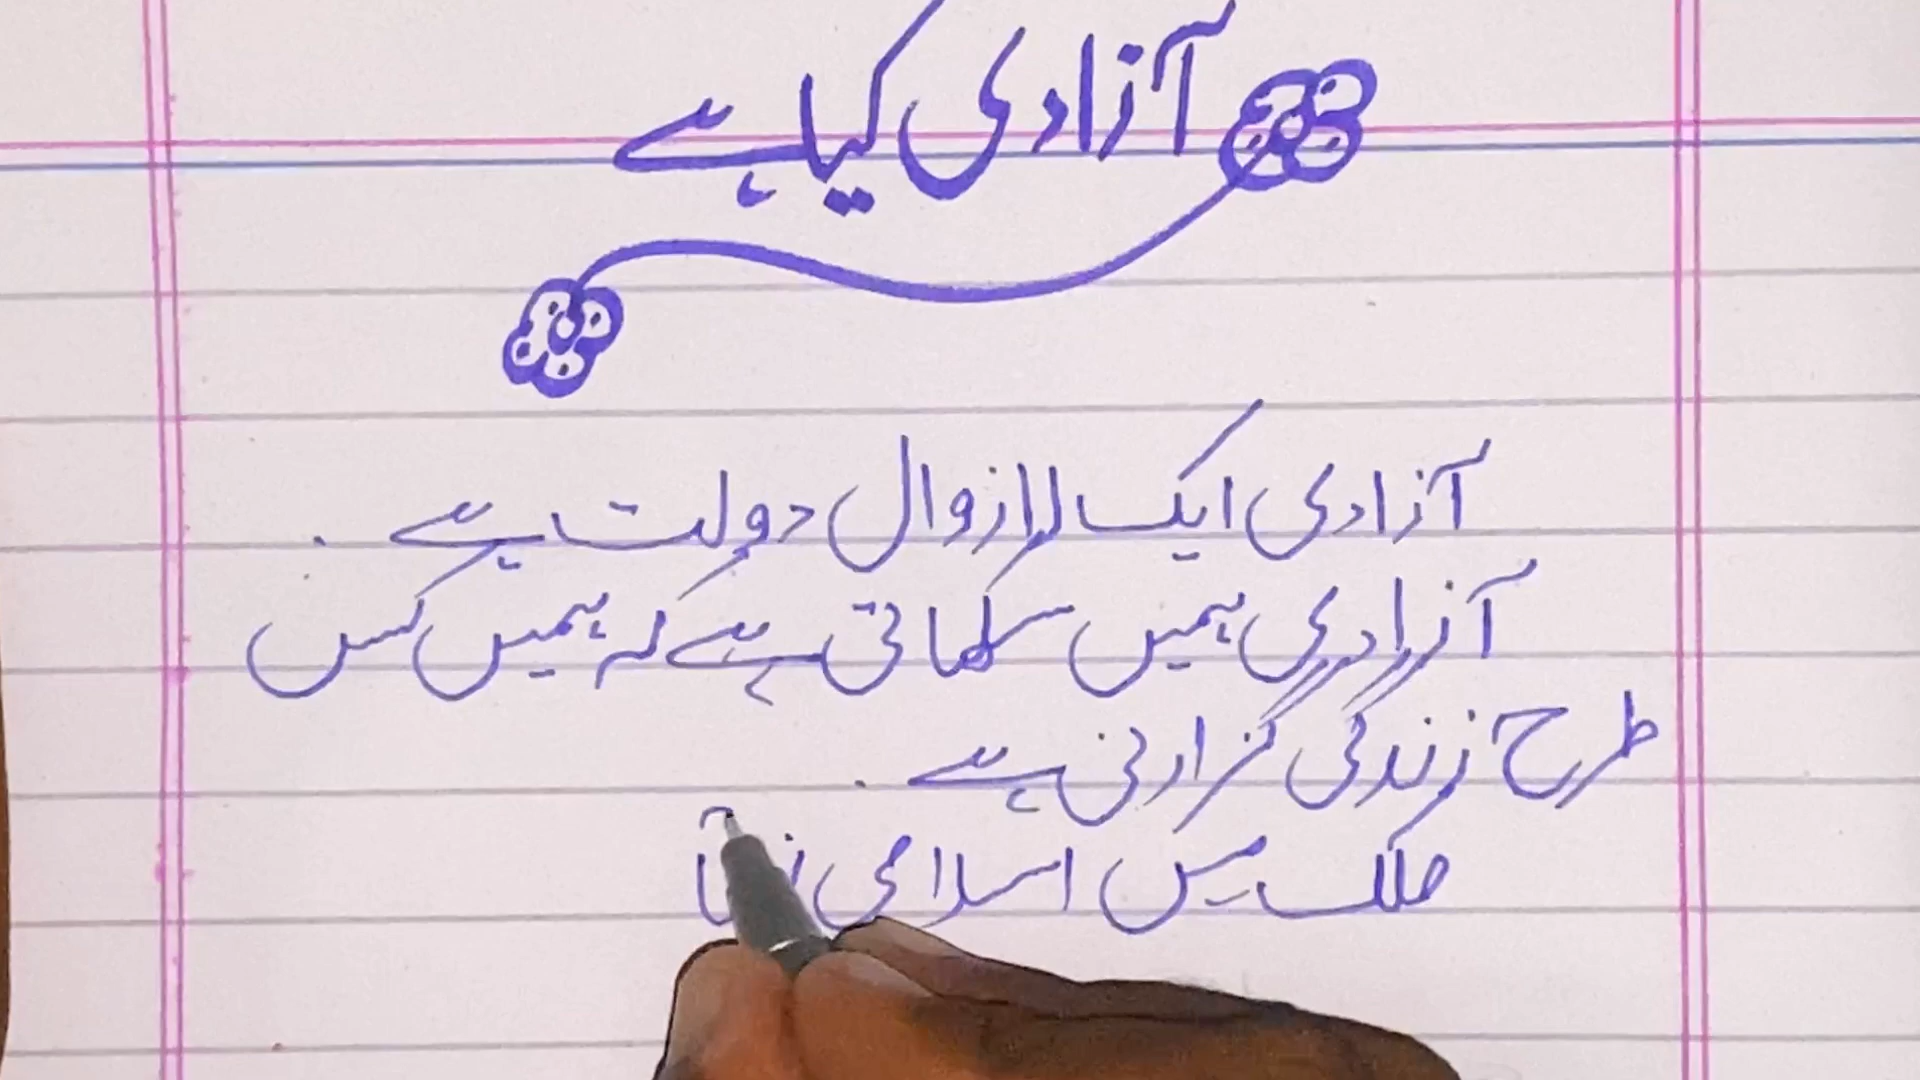 آزادی کیا ہے
آزادی ایک لازوال دولت ہے.
آزادی ہمیں سکھاتی ہے کہ ہمیں کس
طرح زندگی گزارنی ہے.
ملک میں اسلامی